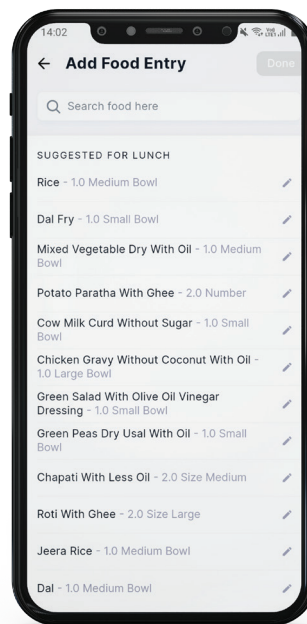 14:02
Add Food Entry
Done
Search food here
SUGGESTED FOR LUNCH
Rice - 1.0 Medium Bowl
Dal Fry - 1.0 Small Bowl
Mixed Vegetable Dry With Oil - 1.0 Medium
Bowl
Potato Paratha With Ghee - 2.0 Number
Cow Milk Curd Without Sugar - 1.0 Small
Bowl
Chicken Gravy Without Coconut With Oil -
1.0 Large Bowl
Green Salad With Olive Oil Vinegar
Dressing - 1.0 Small Bowl
Green Peas Dry Usal With Oil - 1.0 Small
Bowl
Chapati With Less Oil - 2.0 Size Medium
Roti With Ghee - 2.0 Size Large
Jeera Rice - 1.0 Medium Bowl
Dal - 1.0 Medium Bowl